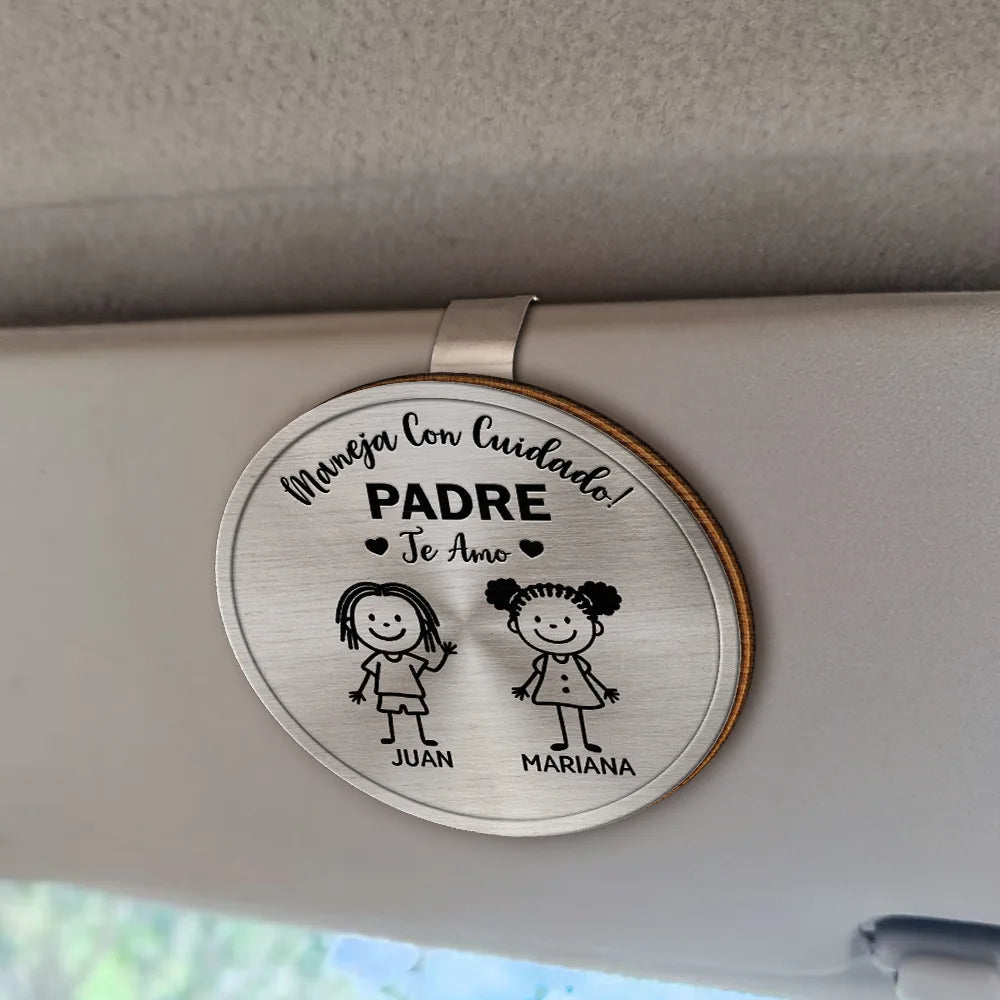 Maneja Con Cuidado!
PADRE
Te Amo
JUAN
MARIANA